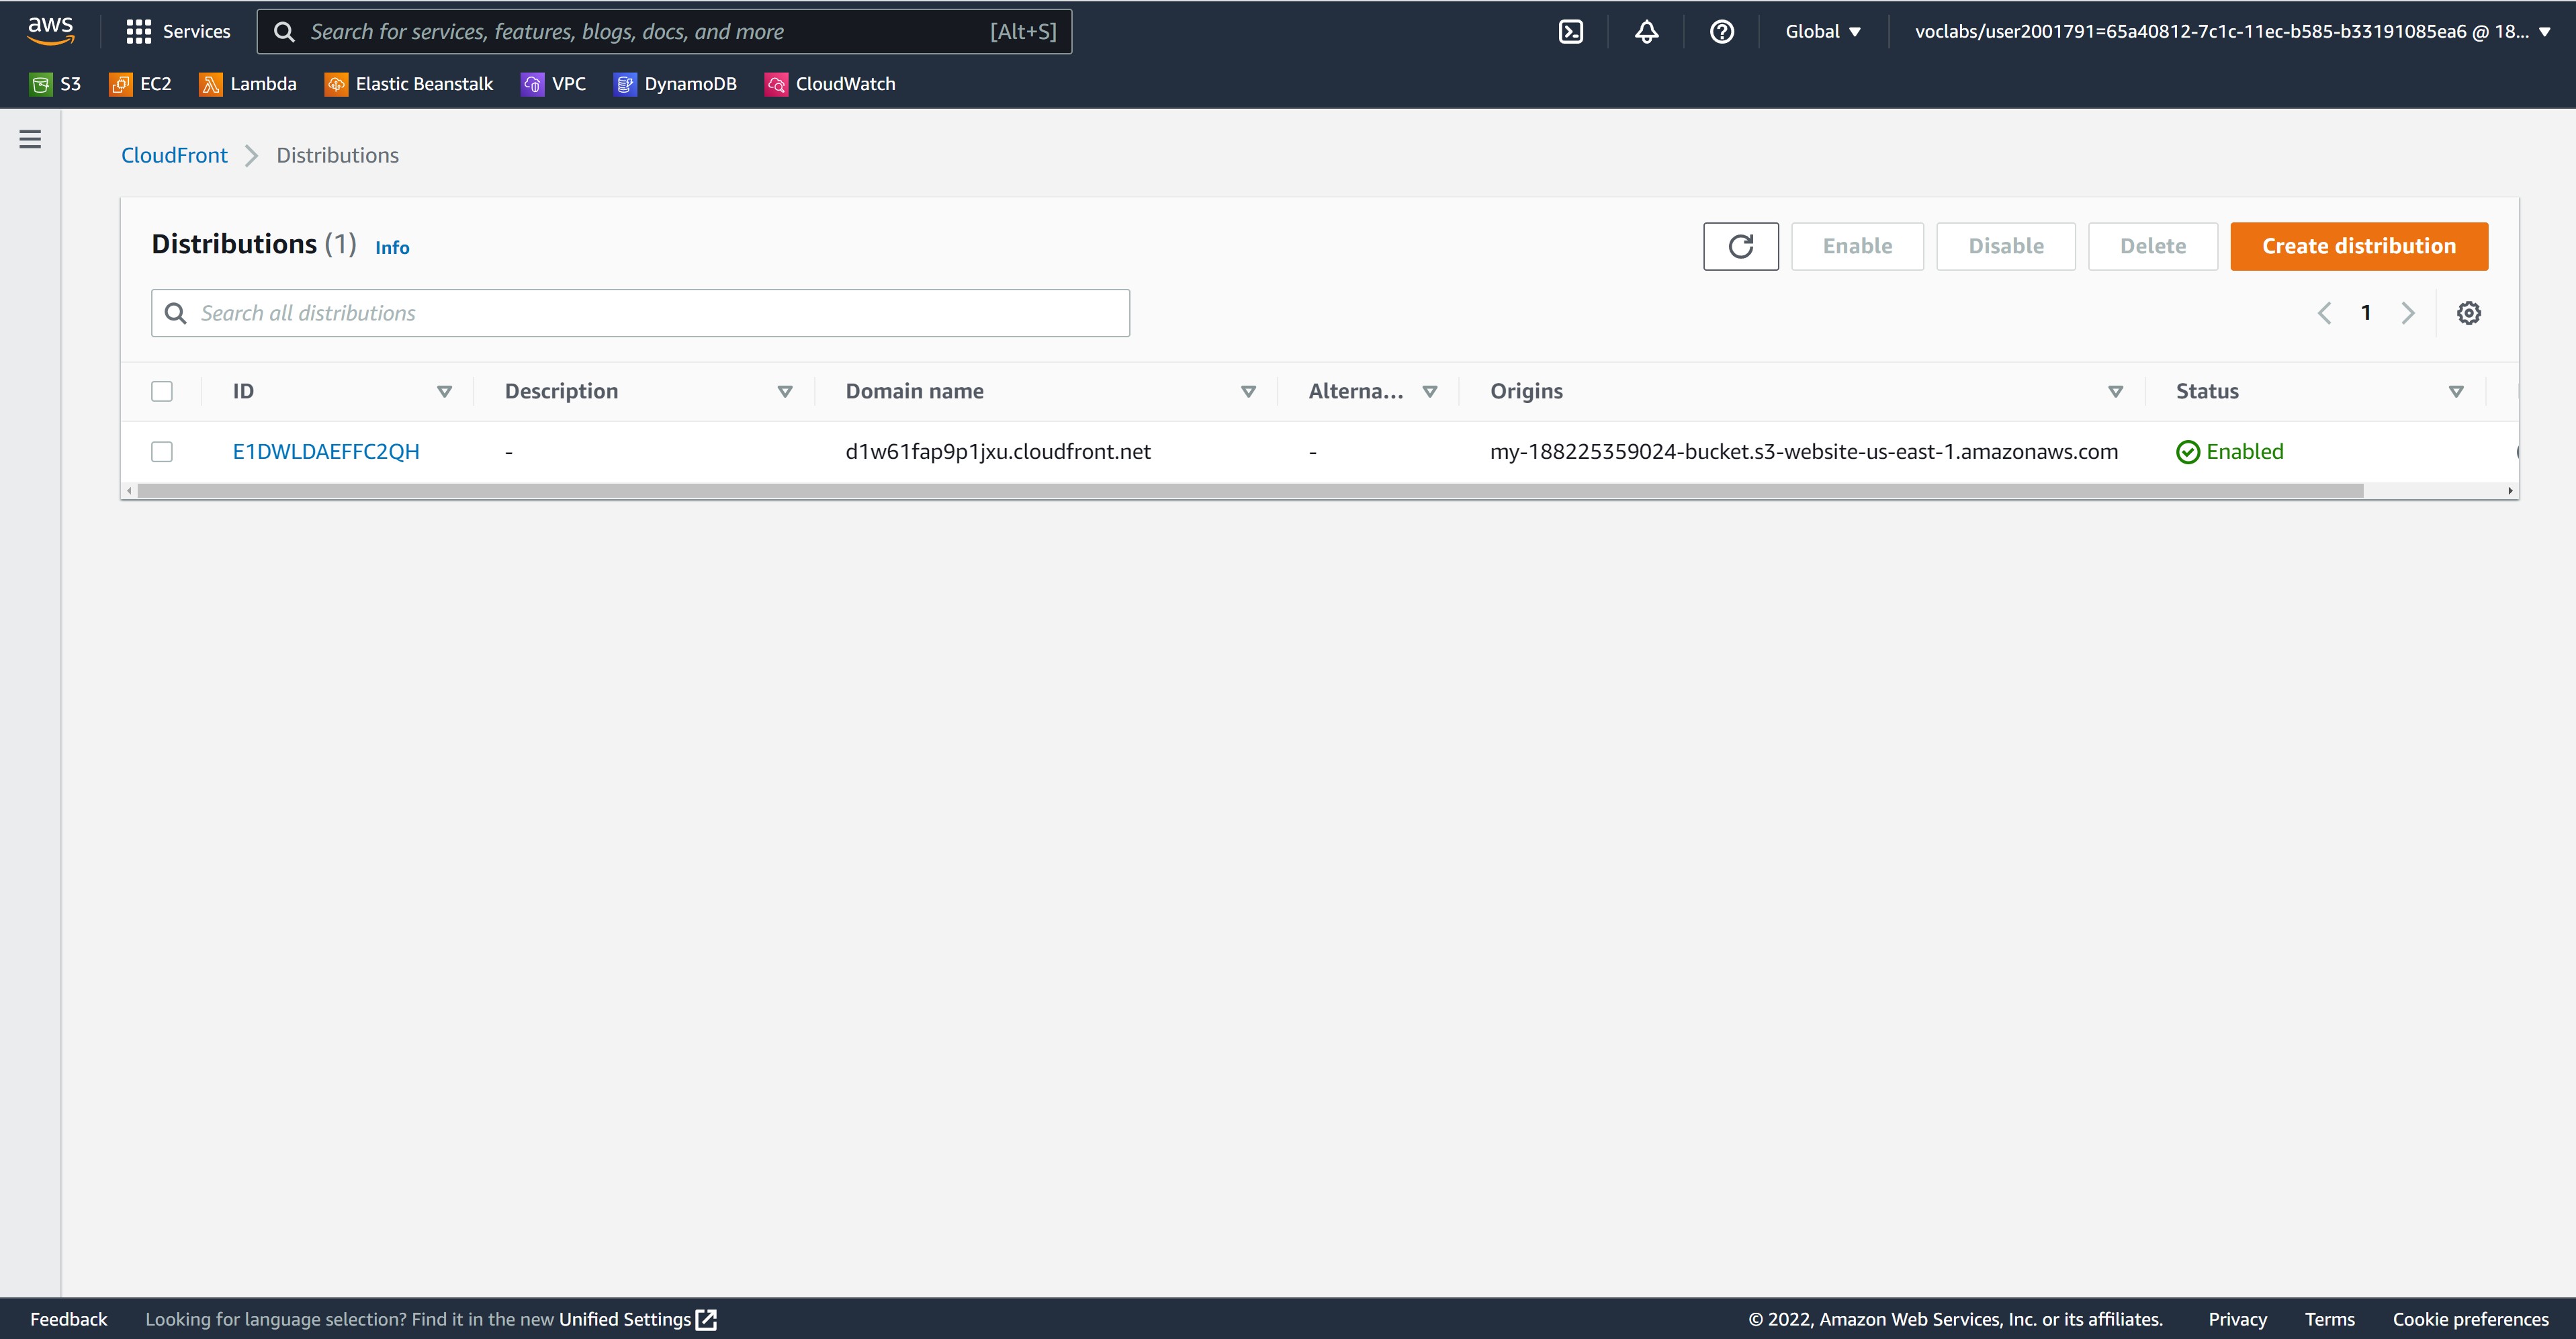 aws Services Search for services, features, blogs, docs, and more [Alt+S] Global voclabs/user2001791=65a40812-7c1c-11ec-b585-b33191085ea6 @ 18...
S3 EC2 Lambda Elastic Beanstalk VPC DynamoDB CloudWatch
CloudFront Distributions
Distributions (1) Info Enable Disable Delete Create distribution
Search all distributions 1
ID Description Domain name Alterna... Origins Status
E1DWLDAEFFC2QH - d1w61fap9p1jxu.cloudfront.net - my-188225359024-bucket.s3-website-us-east-1.amazonaws.com Enabled
Feedback Looking for language selection? Find it in the new Unified Settings © 2022, Amazon Web Services, Inc. or its affiliates. Privacy Terms Cookie preferences